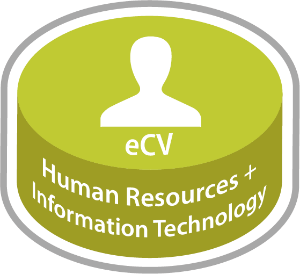 eCV
Human Resources +
Information Technology